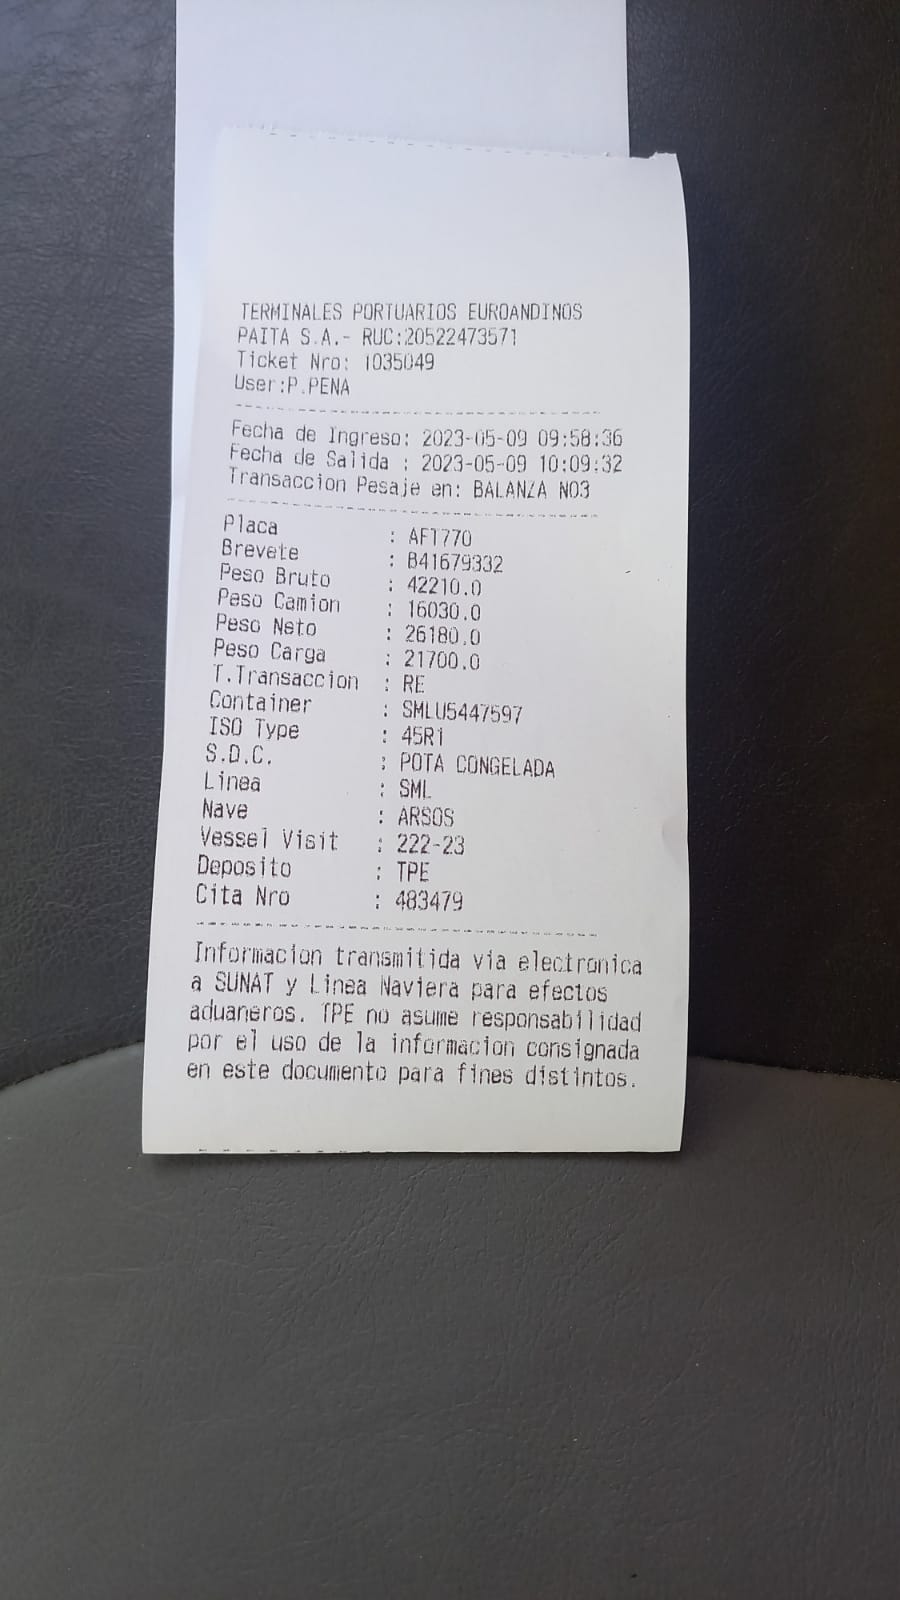 TERMINALES PORTUARIOS EUROANDINOS
PAITA S.A.- RUC:20522473571
Ticket Nro: 1035049
User:P.PENA
Fecha de Ingreso: 2023-05-09 09:58:36
Fecha de Salida : 2023-05-09 10:09:32
Transaccion Pesaje en: BALANZA NO3
Placa : AFT770
Brevete : B41679332
Peso Bruto : 42210.0
Peso Camion : 16030.0
Peso Neto : 26180.0
Peso Carga : 21700.0
T.Transaccion : RE
Container : SMLU5447597
ISO Type : 45R1
S.D.C. : POTA CONGELADA
Linea : SML
Nave : ARSOS
Vessel Visit : 222-23
Deposito : TPE
Cita Nro : 483479
Informacion transmitida via electronica
a SUNAT y Linea Naviera para efectos
aduaneros. TPE no asume responsabilidad
por el uso de la informacion consignada
en este documento para fines distintos.